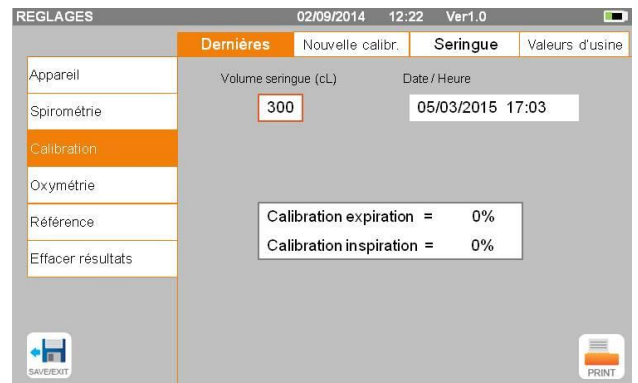 REGLAGES 02/09/2014 12:22 Ver1.0
Dernières Nouvelle calibr. Seringue Valeurs d'usine
Appareil
Spirométrie
Calibration
Oxymétrie
Référence
Effacer résultats
Volume seringue (cL) Date / Heure
300 05/03/2015 17:03
Calibration expiration = 0%
Calibration inspiration = 0%
SAVE/EXIT
PRINT